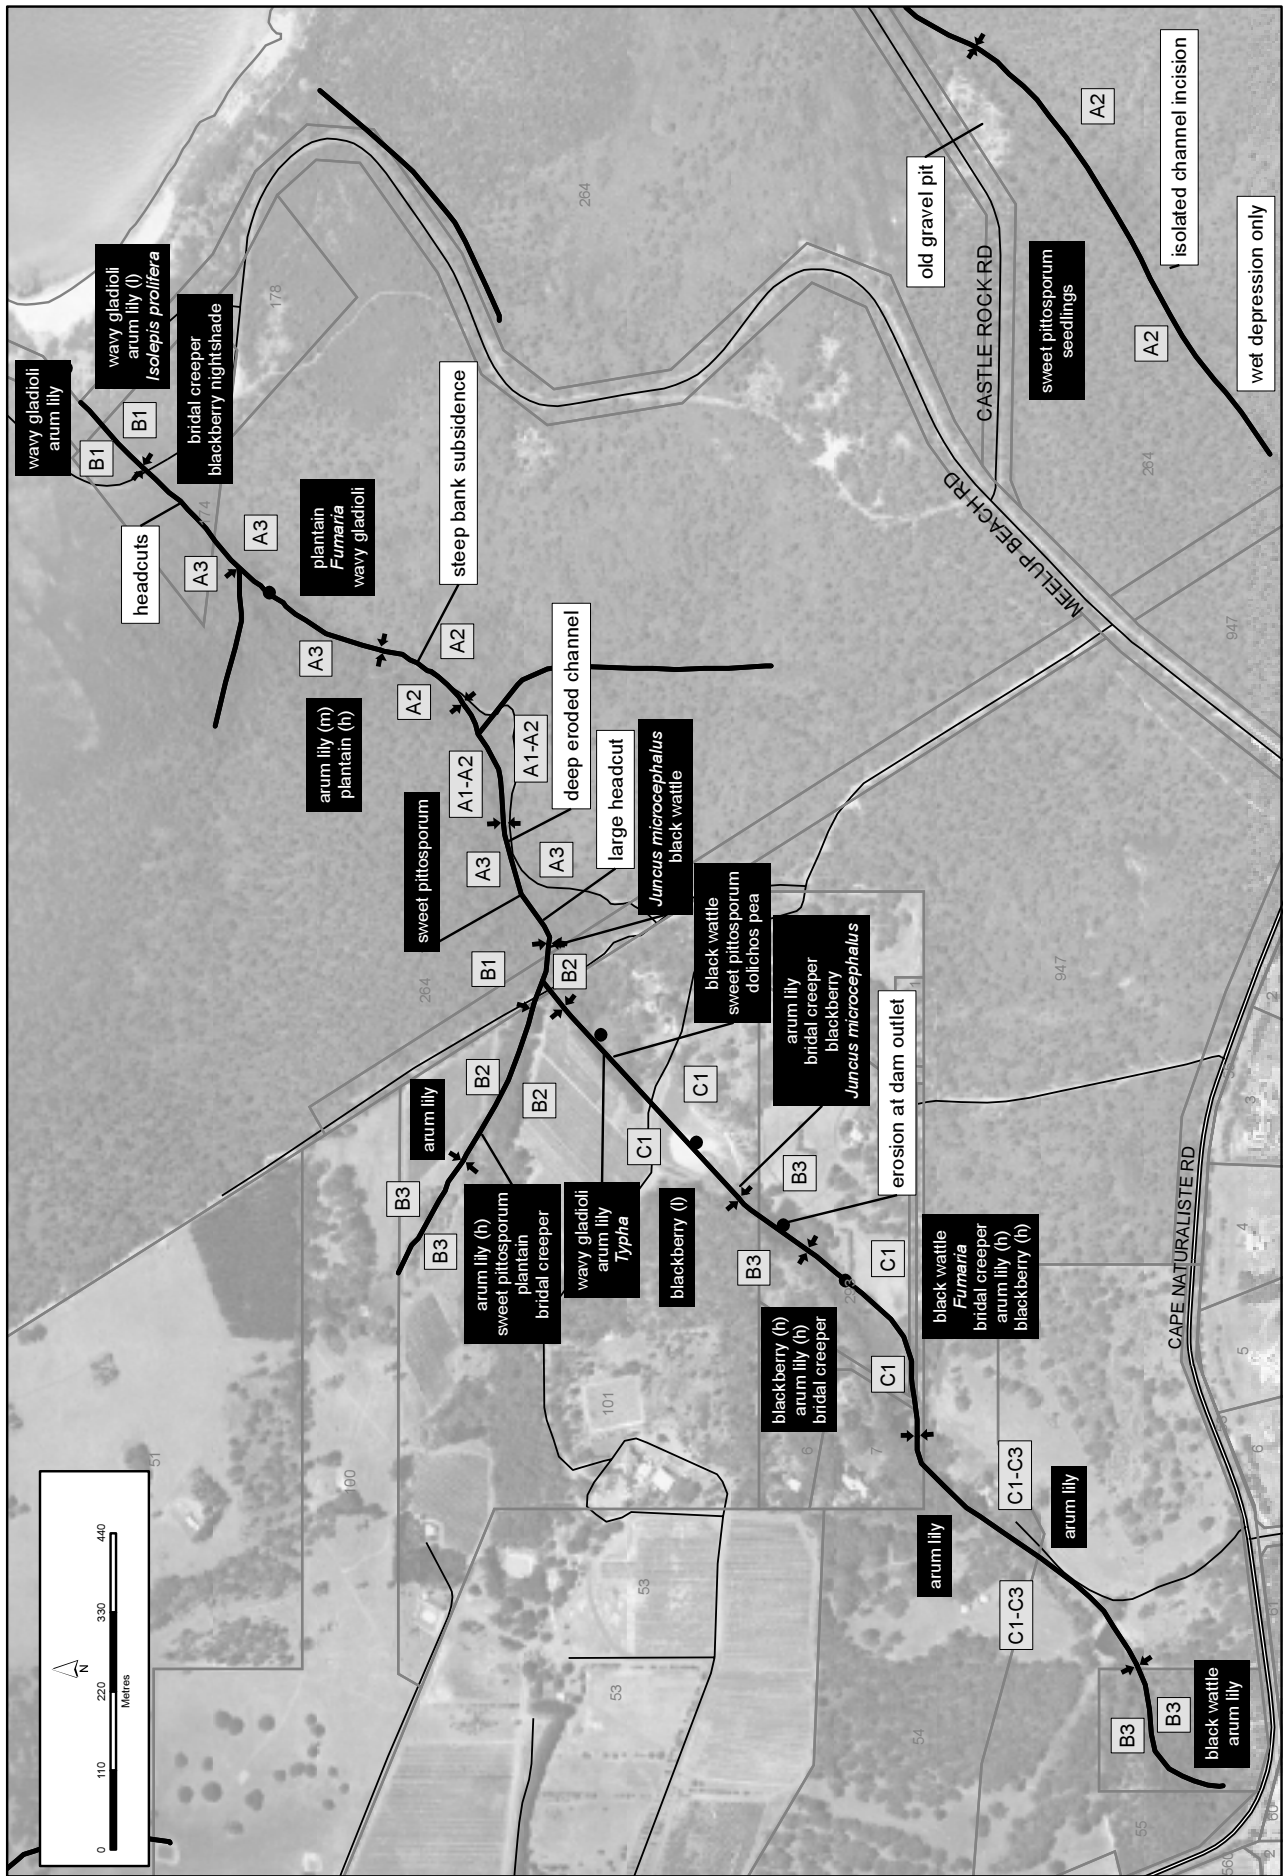 0
110
220
330
440
Metres
N
wavy gladioli
arum lily
wavy gladioli
arum lily (l)
Isolepis prolifera
bridal creeper
blackberry nightshade
B1
B1
headcuts
A3
A3
plantain
Fumaria
wavy gladioli
A3
A2
steep bank subsidence
A2
arum lily (m)
plantain (h)
A1-A2
A1-A2
deep eroded channel
sweet pittosporum
A3
A3
large headcut
Juncus microcephalus
black wattle
B1
B2
black wattle
sweet pittosporum
dolichos pea
arum lily
bridal creeper
blackberry
Juncus microcephalus
B2
B2
arum lily
C1
C1
erosion at dam outlet
B3
B3
arum lily (h)
sweet pittosporum
plantain
bridal creeper
wavy gladioli
arum lily
Typha
blackberry (l)
B3
B3
C1
C1
black wattle
Fumaria
bridal creeper
arum lily (h)
blackberry (h)
blackberry (h)
arum lily (h)
bridal creeper
C1-C3
arum lily
arum lily
C1-C3
B3
B3
black wattle
arum lily
old gravel pit
A2
isolated channel incision
wet depression only
A2
sweet pittosporum
seedlings
CASTLE ROCK RD
MEELUP BEACH RD
CAPE NATURALISTE RD
178
264
264
264
947
947
51
100
101
53
53
54
55
6
7
1
2
3
4
5
6